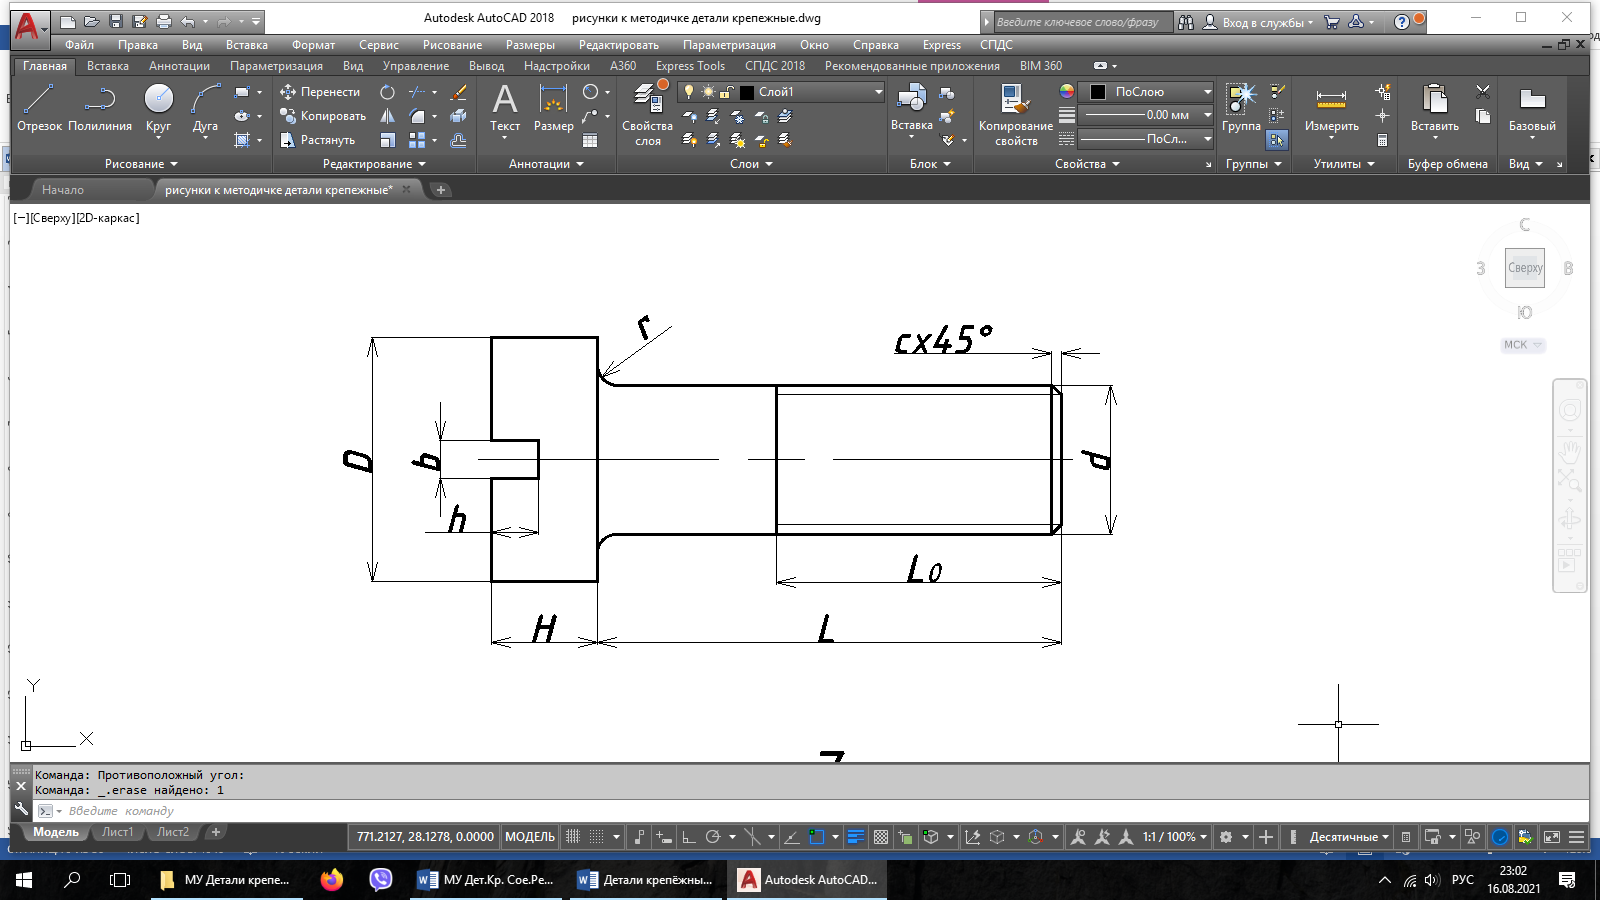 Autodesk AutoCAD 2018 рисунки к методичке детали крепежные.dwg
Введите ключевое слово/фразу
Вход в службы
Файл Правка Вид Вставка Формат Сервис Рисование Размеры Редактировать Параметризация Окно Справка Express СПДС
Главная Вставка Аннотации Параметризация Вид Управление Вывод Надстройки A360 Express Tools СПДС 2018 Рекомендованные приложения BIM 360
Отрезок Полилиния Круг Дуга
Перенести
Копировать
Растянуть
Текст Размер
Свойства слоя
Слой1
Вставка
Копирование свойств
ПоСлою
0.00 мм
ПоСл...
Группа
Измерить
Вставить
Базовый
Рисование Редактирование Аннотации Слои Блок Свойства Группы Утилиты Буфер обмена Вид
Начало рисунки к методичке детали крепежные*
[−][Сверху][2D-каркас]
С
З Сверху В
Ю
МСК
r
cx45°
D
b
d
h
L0
H
L
Y
X
Команда: Противоположный угол:
Команда: _.erase найдено: 1
Введите команду
Модель Лист1 Лист2
771.2127, 28.1278, 0.0000 МОДЕЛЬ
1:1 / 100%
Десятичные
МУ Детали крепе...
МУ Дет.Кр. Сое.Ре...
Детали крепёжны...
Autodesk AutoCAD...
РУС
23:02
16.08.2021